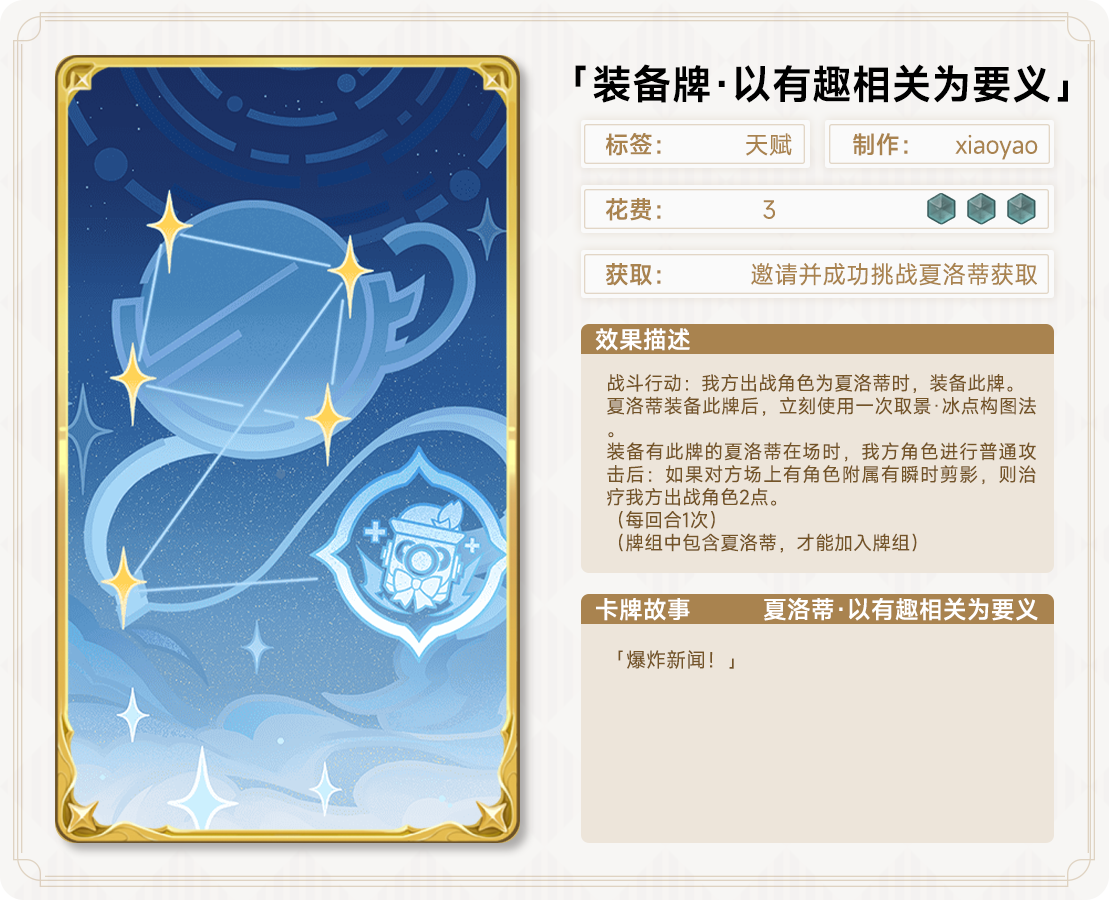 「装备牌·以有趣相关为要义」
标签： 天赋
制作： xiaoyao
花费： 3
获取： 邀请并成功挑战夏洛蒂获取
效果描述
战斗行动：我方出战角色为夏洛蒂时，装备此牌。
夏洛蒂装备此牌后，立刻使用一次取景·冰点构图法
。
装备有此牌的夏洛蒂在场时，我方角色进行普通攻
击后：如果对方场上有角色附属有瞬时剪影，则治
疗我方出战角色2点。
（每回合1次）
（牌组中包含夏洛蒂，才能加入牌组）
卡牌故事 夏洛蒂·以有趣相关为要义
「爆炸新闻！」